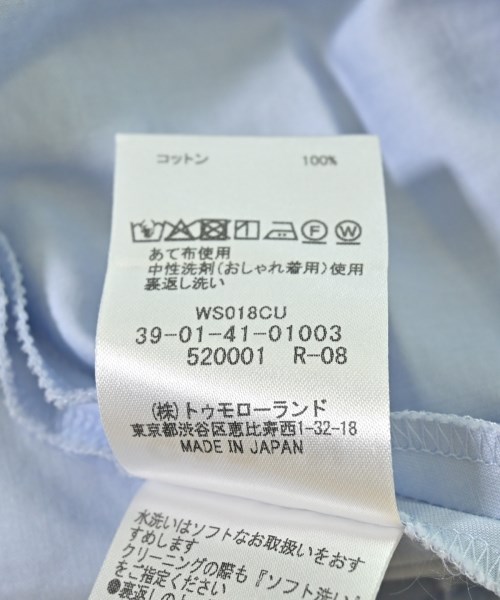 コットン 100%
F W
あて布使用
中性洗剤(おしゃれ着用)使用
裏返し洗い
WS018CU
39-01-41-01003
520001 R-08
(株)トゥモローランド
東京都渋谷区恵比寿西1-32-18
MADE IN JAPAN
水洗いはソフトなお取扱いをおす
すめします
クリーニングの際も『ソフト洗い』
をご指定ください
●裏返しの